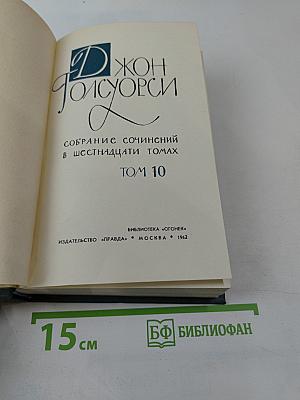 ДЖОН
ГОЛСУОРСИ
СОБРАНИЕ СОЧИНЕНИЙ
В ШЕСТНАДЦАТИ ТОМАХ
ТОМ 10
БИБЛИОТЕКА «ОГОНЕК»
ИЗДАТЕЛЬСТВО «ПРАВДА» * МОСКВА * 1962
15 см
БФ БИБЛИОФАН